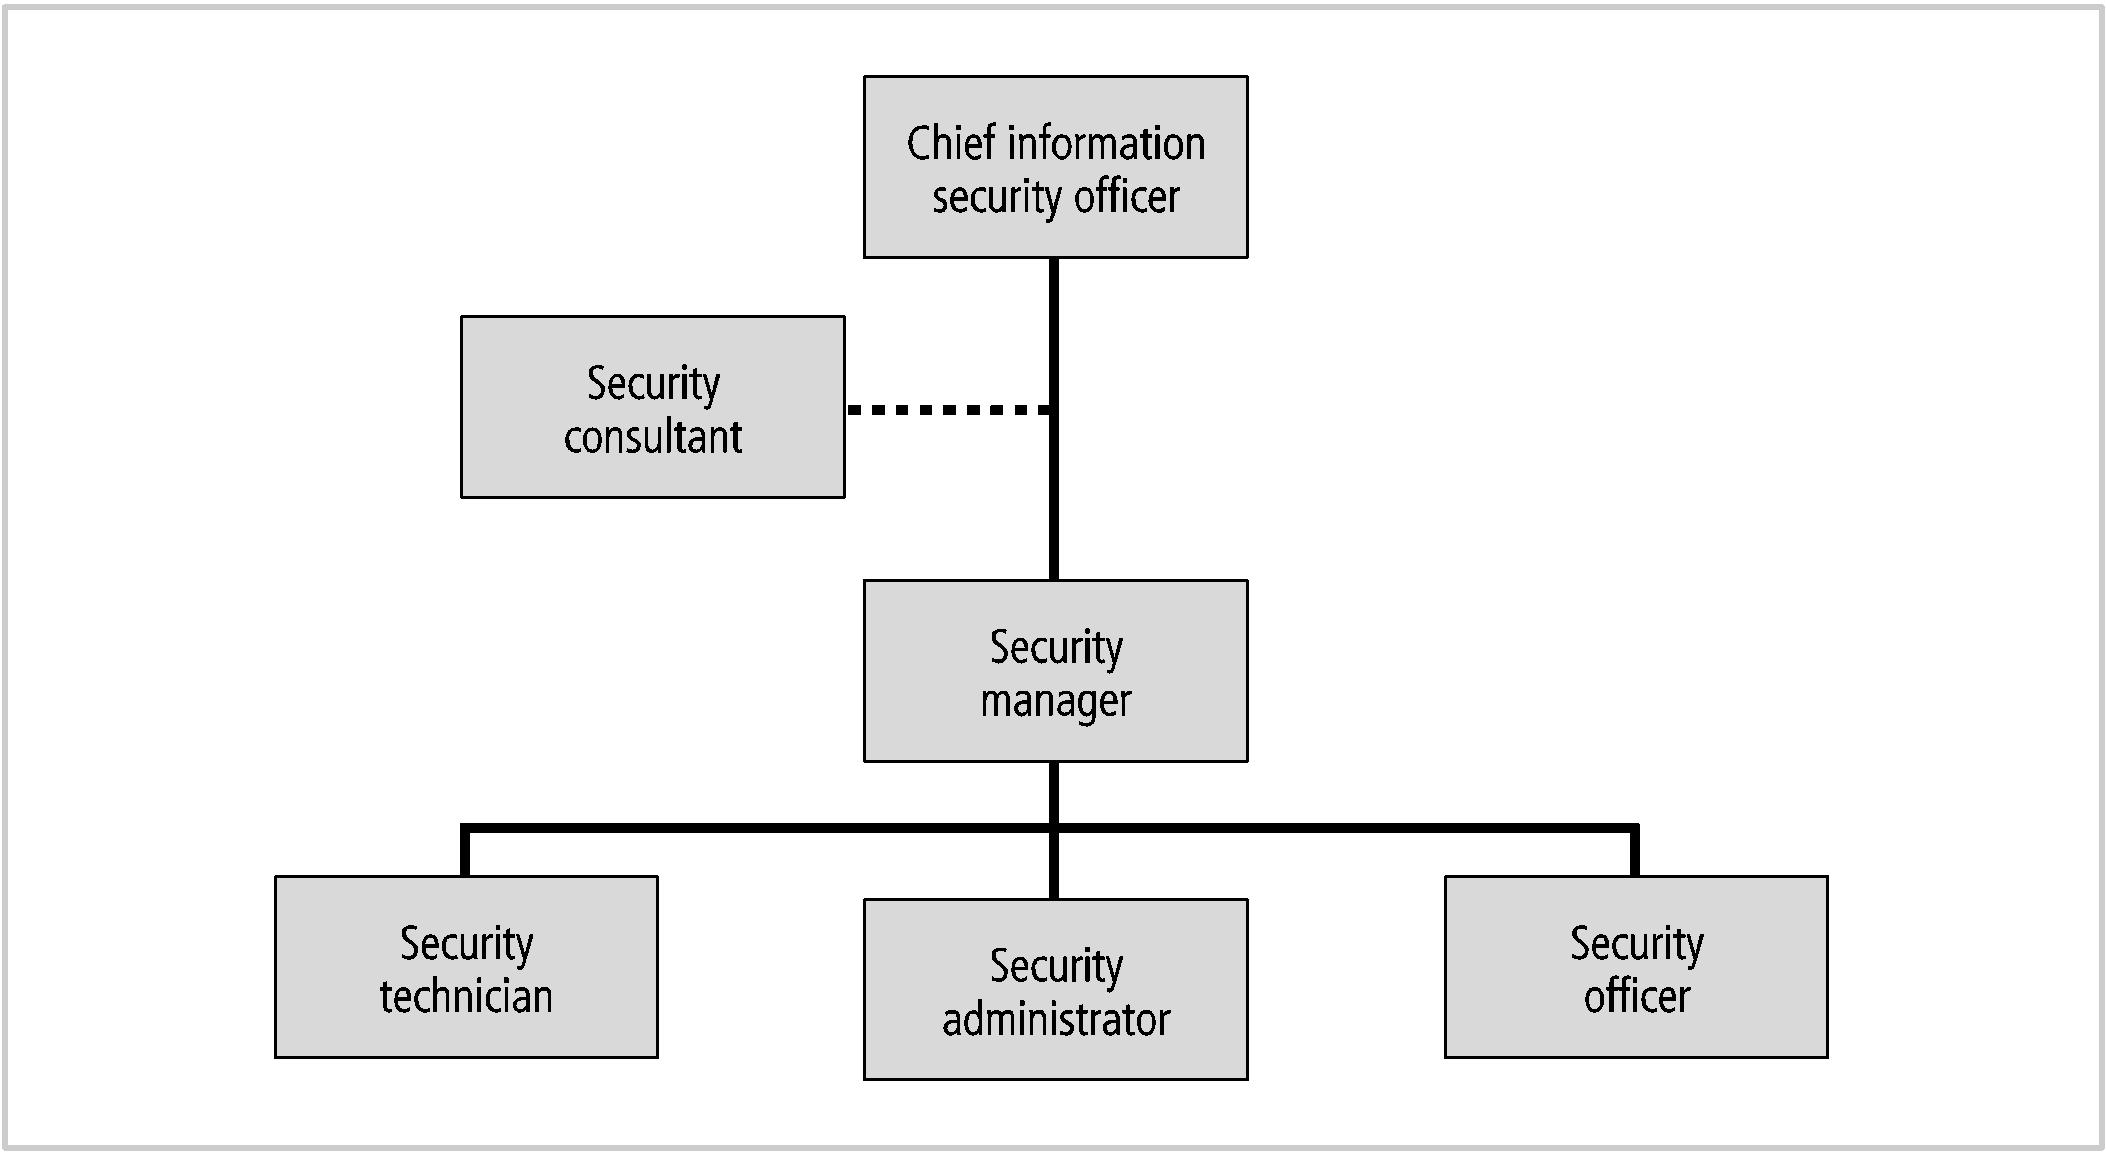 Chief information
security officer
Security
consultant
Security
manager
Security
technician
Security
administrator
Security
officer